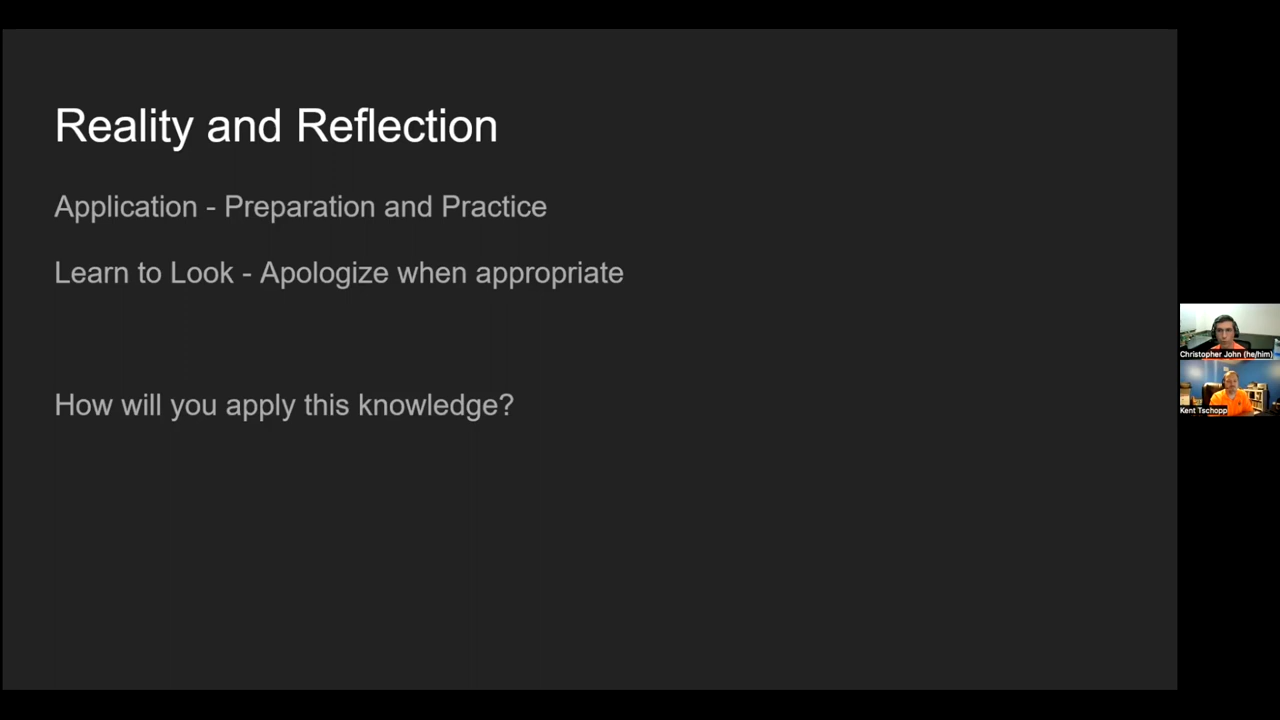 Reality and Reflection
Application - Preparation and Practice
Learn to Look - Apologize when appropriate
How will you apply this knowledge?
Christopher John (he/him)
Kent Tschopp